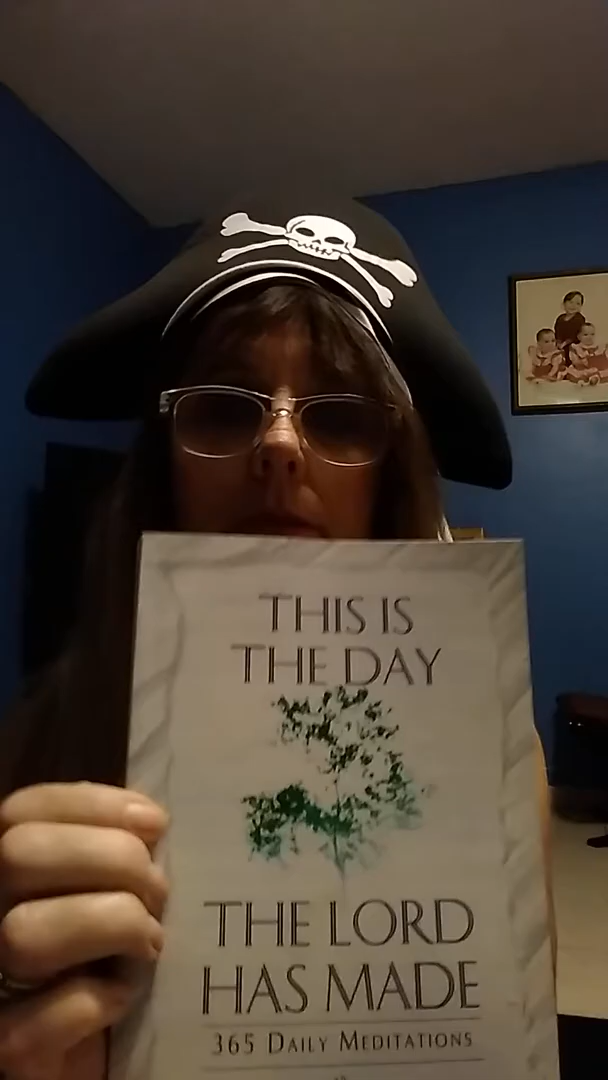 THIS IS
THE DAY
THE LORD
HAS MADE
365 DAILY MEDITATIONS